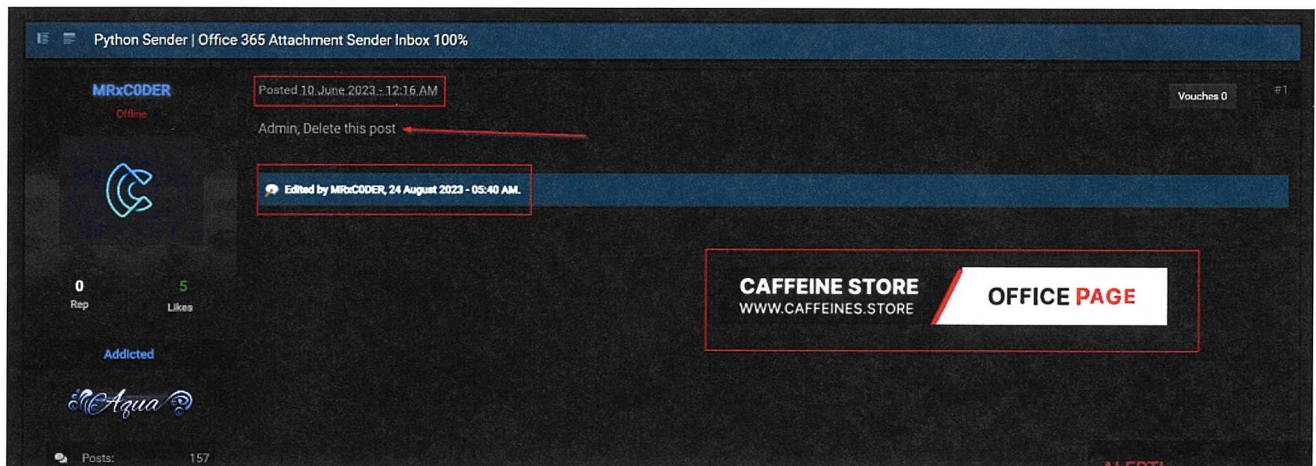 Python Sender | Office 365 Attachment Sender Inbox 100%
MRxC0DER
Offline
Posted 10 June 2023 - 12:16 AM
Vouches 0
#1
Admin, Delete this post
Edited by MRxC0DER, 24 August 2023 - 05:40 AM.
0
Rep
5
Likes
CAFFEINE STORE
WWW.CAFFEINES.STORE
OFFICE PAGE
Addicted
Aqua
Posts: 157
ALERT!